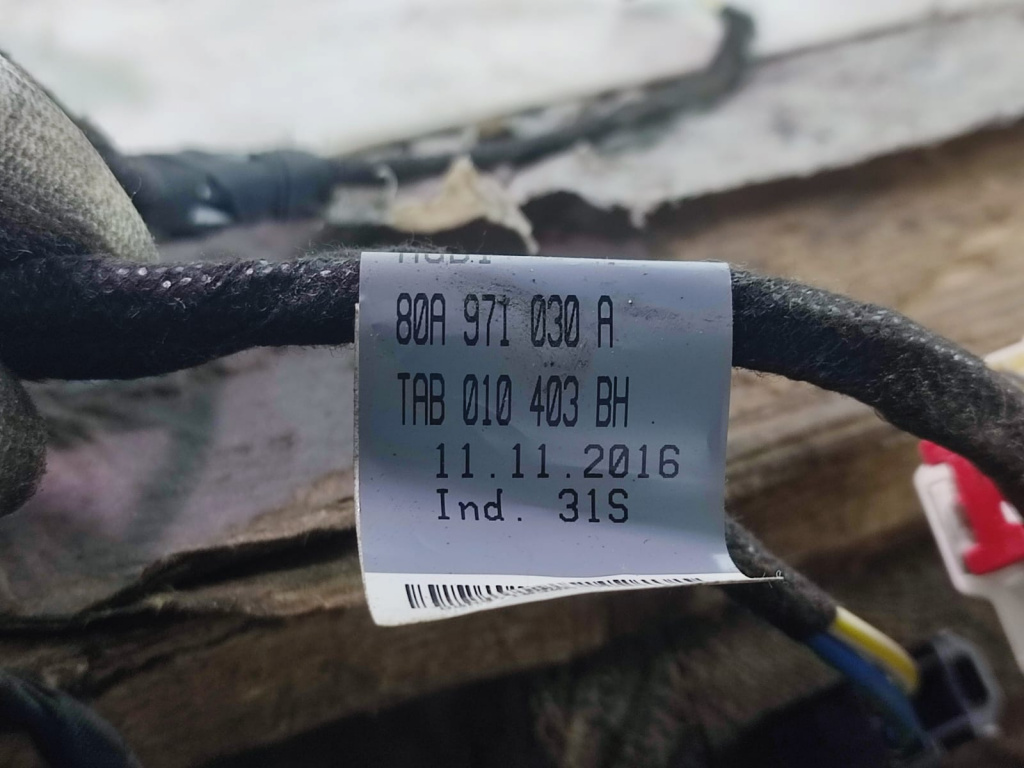 80A 971 030 A
TAB 010 403 BH
11.11.2016
Ind. 31S